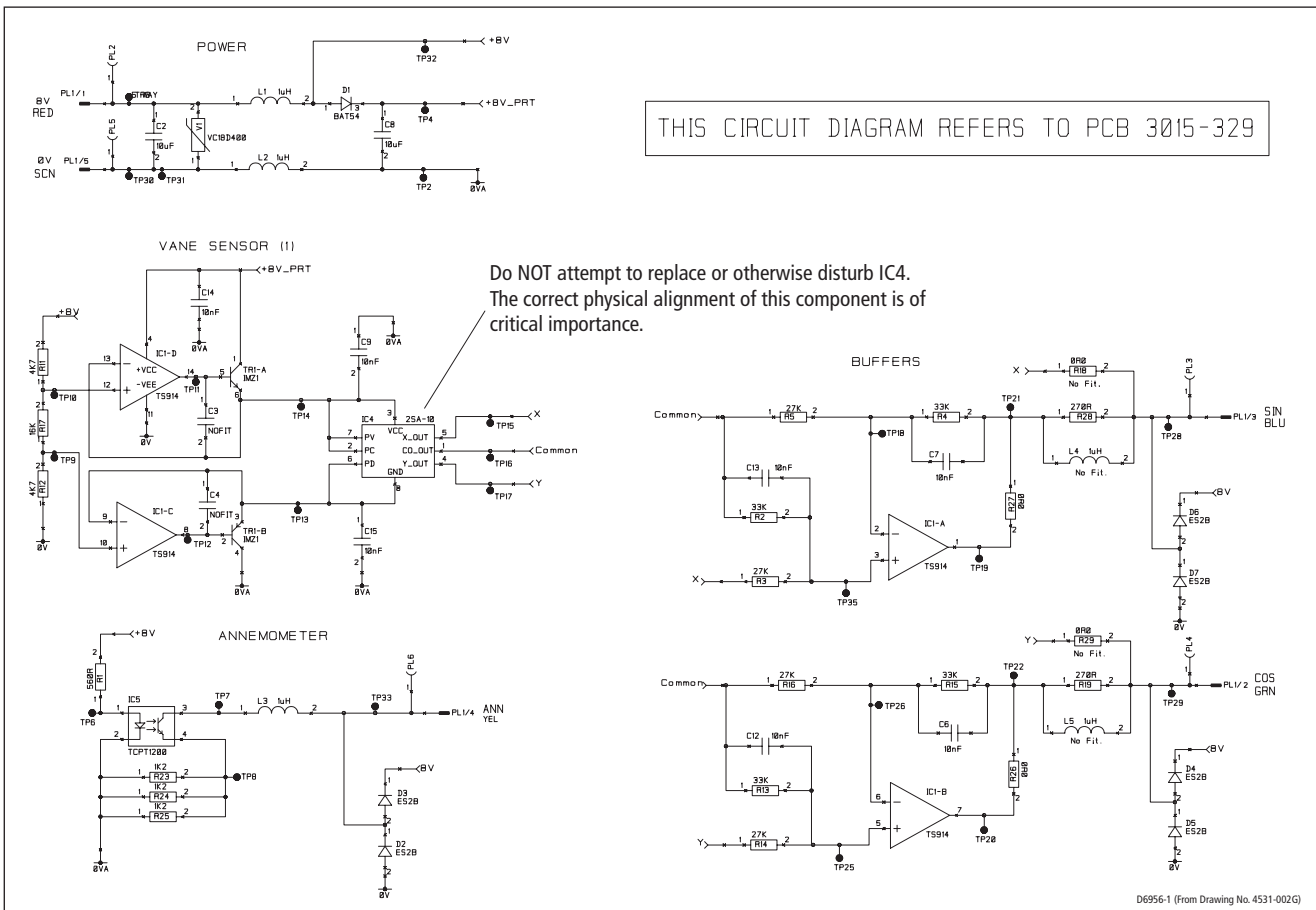 POWER
THIS CIRCUIT DIAGRAM REFERS TO PCB 3015-329
PL2
+8V
TP32
8V
RED
PL1/1
STRAY
L1 1uH
D1
BAT54
+8V_PRT
TP4
PL5
C2
10uF
V1
VC18D400
C8
10uF
0V
SCN
PL1/5
TP30
TP31
L2 1uH
TP2
0VA
VANE SENSOR (1)
+8V_PRT
Do NOT attempt to replace or otherwise disturb IC4.
The correct physical alignment of this component is of
critical importance.
+8V
C14
10nF
0VA
C9
10nF
0VA
4K7
R11
IC1-D
+VCC
-VEE
TS914
TP11
TR1-A
IMZ1
TP10
C3
NOFIT
TP14
IC4
2SA-10
VCC
PV
PC
PD
X_OUT
CO_OUT
Y_OUT
GND
X
TP15
Common
TP16
Y
TP17
16K
R17
0V
TP9
4K7
R12
0V
IC1-C
TS914
C4
NOFIT
TP12
TR1-B
IMZ1
TP13
0VA
C15
10nF
0VA
BUFFERS
X
0R0
R18
No Fit.
PL3
Common
27K
R5
33K
R4
TP21
270R
R28
PL1/3
SIN
BLU
TP28
TP18
C7
10nF
L4 1uH
No Fit.
C13
10nF
33K
R2
R27
0R0
8V
D6
ES2B
IC1-A
TS914
TP19
X
27K
R3
TP35
D7
ES2B
0V
ANNEMOMETER
+8V
560R
R1
PL6
IC5
TP7
L3 1uH
TP33
PL1/4
ANN
YEL
TP6
TCPT1200
1K2
R23
TP8
1K2
R24
1K2
R25
0VA
8V
D3
ES2B
D2
ES2B
0V
Y
0R0
R29
No Fit.
PL4
Common
27K
R16
33K
R15
TP22
270R
R19
PL1/2
COS
GRN
TP29
TP26
C6
10nF
L5 1uH
No Fit.
C12
10nF
33K
R13
R26
0R0
8V
D4
ES2B
IC1-B
TS914
TP20
Y
27K
R14
TP25
D5
ES2B
0V
D6956-1 (From Drawing No. 4531-002G)